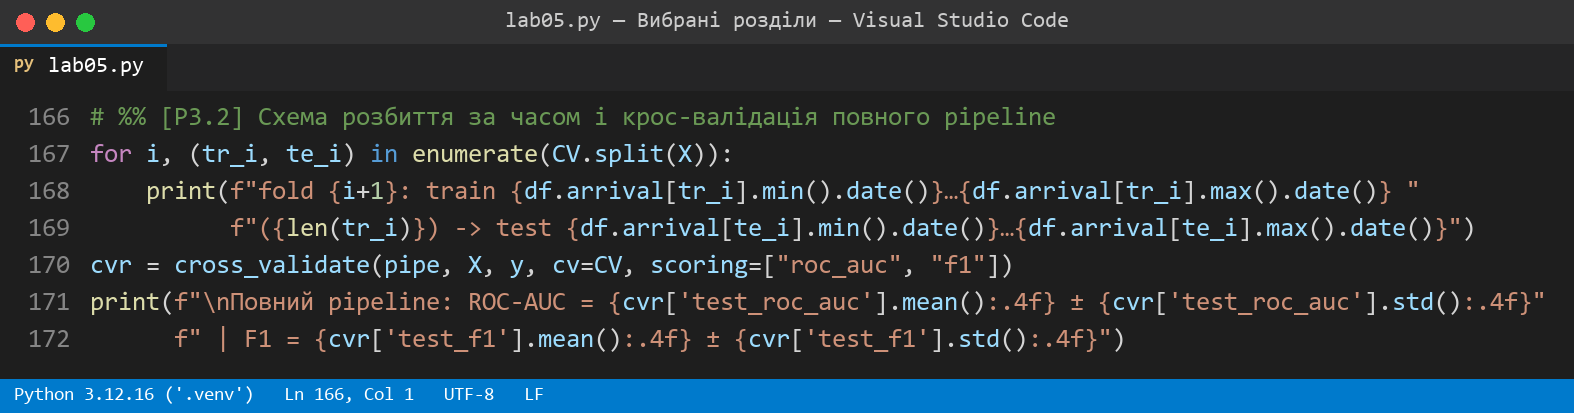 lab05.py — Вибрані розділи — Visual Studio Code
py lab05.py
166 # %% [P3.2] Схема розбиття за часом і крос-валідація повного pipeline
167 for i, (tr_i, te_i) in enumerate(CV.split(X)):
168     print(f"fold {i+1}: train {df.arrival[tr_i].min().date()}…{df.arrival[tr_i].max().date()} "
169           f"({len(tr_i)}) -> test {df.arrival[te_i].min().date()}…{df.arrival[te_i].max().date()}")
170 cvr = cross_validate(pipe, X, y, cv=CV, scoring=["roc_auc", "f1"])
171 print(f"\nПовний pipeline: ROC-AUC = {cvr['test_roc_auc'].mean():.4f} ± {cvr['test_roc_auc'].std():.4f}"
172       f" | F1 = {cvr['test_f1'].mean():.4f} ± {cvr['test_f1'].std():.4f}")
Python 3.12.16 ('.venv') Ln 166, Col 1 UTF-8 LF